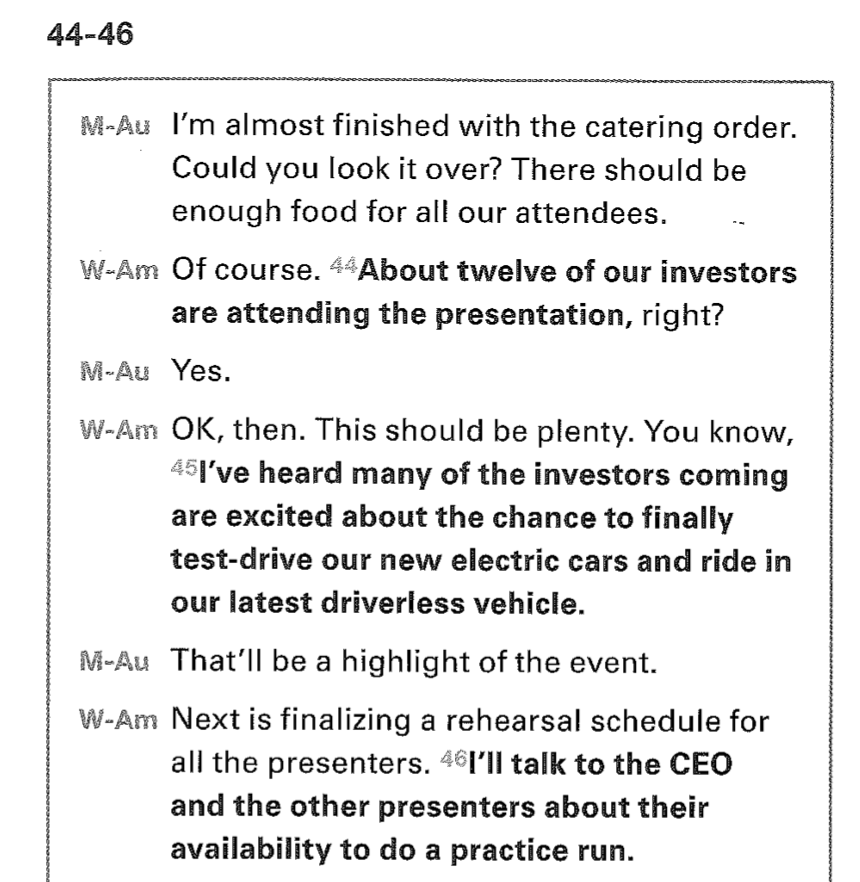 44-46
M-Au I'm almost finished with the catering order.
Could you look it over? There should be
enough food for all our attendees.
W-Am Of course. 44About twelve of our investors
are attending the presentation, right?
M-Au Yes.
W-Am OK, then. This should be plenty. You know,
45I've heard many of the investors coming
are excited about the chance to finally
test-drive our new electric cars and ride in
our latest driverless vehicle.
M-Au That'll be a highlight of the event.
W-Am Next is finalizing a rehearsal schedule for
all the presenters. 46I'll talk to the CEO
and the other presenters about their
availability to do a practice run.